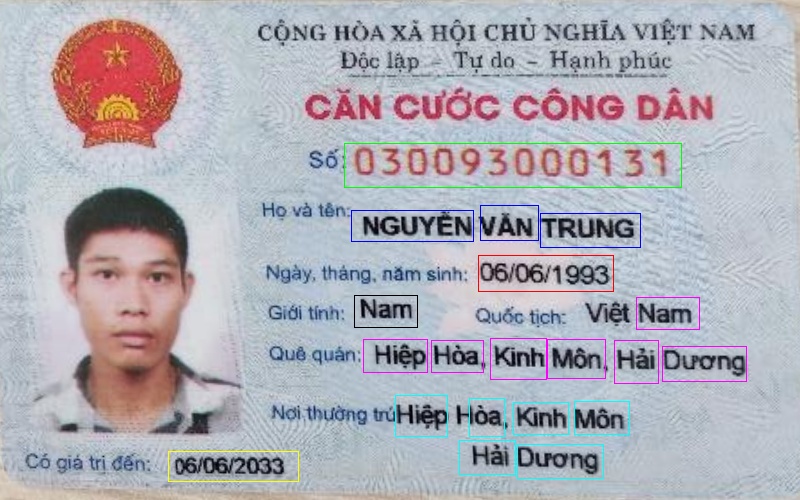 CỘNG HÒA XÃ HỘI CHỦ NGHĨA VIỆT NAM
Độc lập - Tự do - Hạnh phúc
CĂN CƯỚC CÔNG DÂN
Số: 030093000131
Họ và tên: NGUYỄN VĂN TRUNG
Ngày, tháng, năm sinh: 06/06/1993
Giới tính: Nam Quốc tịch: Việt Nam
Quê quán: Hiệp Hòa, Kinh Môn, Hải Dương
Nơi thường trú: Hiệp Hòa, Kinh Môn
Hải Dương
Có giá trị đến: 06/06/2033